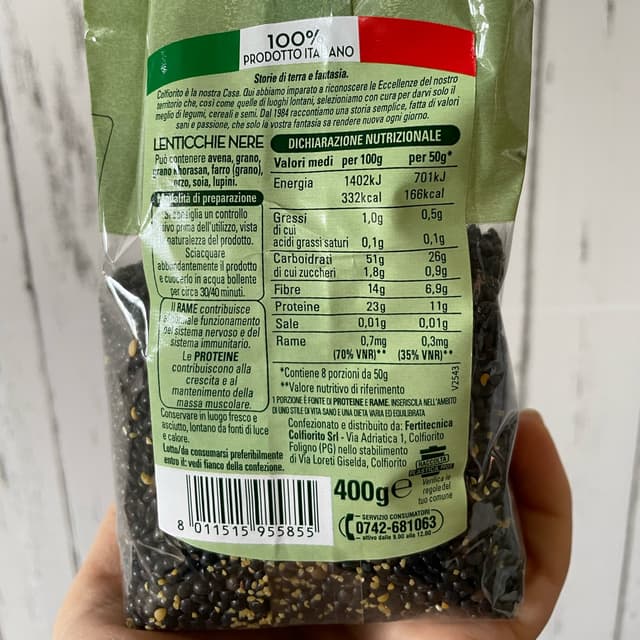 100%
PRODOTTO ITALIANO
Storie di terra e fantasia.
Colfiorito è la nostra Casa. Qui abbiamo imparato a riconoscere le Eccellenze del nostro
territorio che, così come quelle di luoghi lontani, selezioniamo con cura per darvi solo il
meglio di legumi, cereali e semi. Dal 1984 raccontiamo una storia semplice, fatta di valori
sani e passione, che solo la vostra fantasia sa rendere nuova ogni giorno.
LENTICCHIE NERE
Può contenere avena, grano,
grano khorasan, farro (grano),
orzo, soia, lupini.
Modalità di preparazione
Si consiglia un controllo
visivo prima dell'utilizzo, vista
la naturalezza del prodotto.
Sciacquare
abbondantemente il prodotto
e cuocerlo in acqua bollente
per circa 30/40 minuti.
Il RAME contribuisce
al normale funzionamento
del sistema nervoso e del
sistema immunitario.
Le PROTEINE
contribuiscono alla
crescita e al
mantenimento della
massa muscolare.
Conservare in luogo fresco e
asciutto, lontano da fonti di luce
e calore.
Lotto/da consumarsi preferibilmente
entro il: vedi fianco della confezione.
DICHIARAZIONE NUTRIZIONALE
Valori medi per 100g per 50g*
Energia 1402kJ 701kJ
332kcal 166kcal
Grassi 1,0g 0,5g
di cui
acidi grassi saturi 0,1g 0,1g
Carboidrati 51g 26g
di cui zuccheri 1,8g 0,9g
Fibre 14g 6,9g
Proteine 23g 11g
Sale 0,01g 0,01g
Rame 0,7mg 0,3mg
(70% VNR)** (35% VNR)**
*Contiene 8 porzioni da 50g
**Valore nutritivo di riferimento
V2543
1 PORZIONE È FONTE DI PROTEINE E RAME. INSERISCILA NELL'AMBITO
DI UNO STILE DI VITA SANO E UNA DIETA VARIA ED EQUILIBRATA
Confezionato e distribuito da: Fertitecnica
Colfiorito Srl - Via Adriatica 1, Colfiorito
Foligno (PG) nello stabilimento
di Via Loreti Giselda, Colfiorito
RACCOLTA
PLASTICA PP5
Verifica le
regole del
tuo comune
400g e
SERVIZIO CONSUMATORI
0742-681063
attivo dalle 9.00 alle 12.00
8 011515 955855